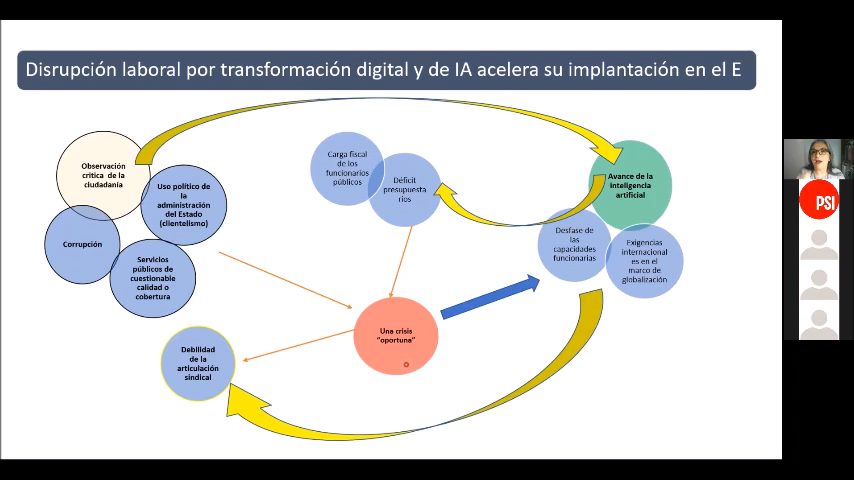 Disrupción laboral por transformación digital y de IA acelera su implantación en el E
Observación
crítica de la
ciudadanía
Uso político de
la
administración
del Estado
(clientelismo)
Corrupción
Servicios
públicos de
cuestionable
calidad o
cobertura
Debilidad
de la
articulación
sindical
Carga fiscal
de los
funcionarios
públicos
Déficit
presupuesta
rios
Una crisis
"oportuna"
Avance de la
inteligencia
artificial
Desfase de
las
capacidades
funcionarias
Exigencias
internacional
es en el
marco de
globalización
PSI